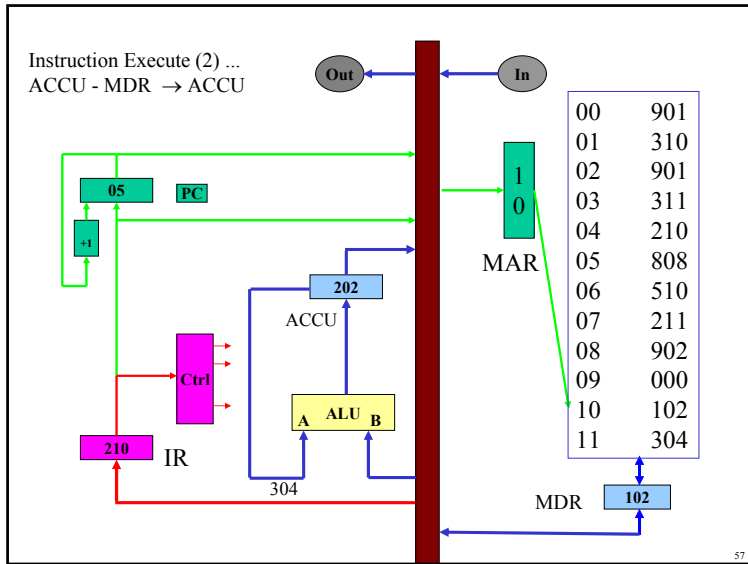 Instruction Execute (2) ...
ACCU - MDR → ACCU
Out
In
05
PC
+1
202
ACCU
Ctrl
ALU
A
B
210
IR
304
1
0
MAR
00 901
01 310
02 901
03 311
04 210
05 808
06 510
07 211
08 902
09 000
10 102
11 304
MDR
102
57